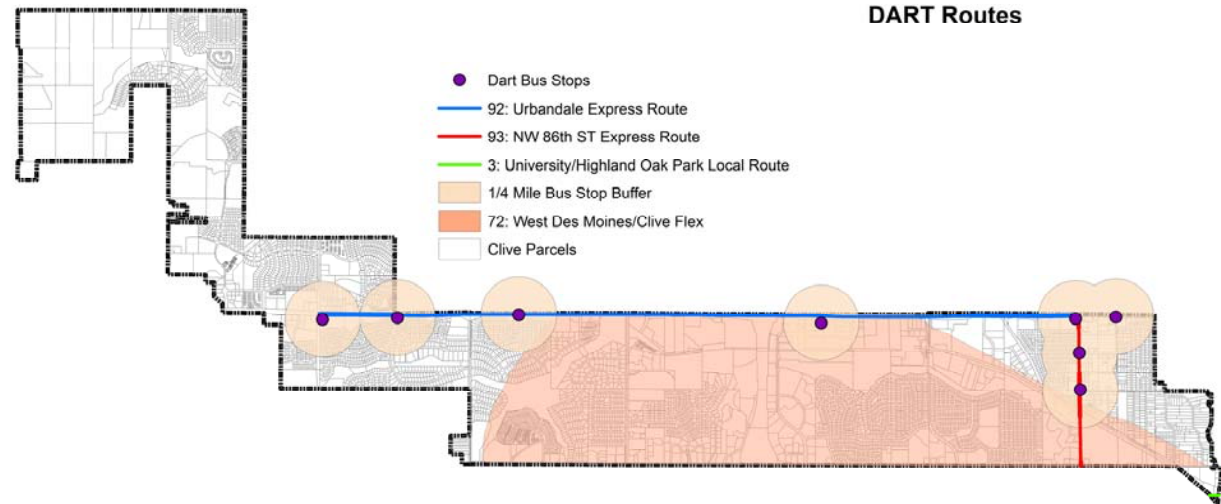 DART Routes
Dart Bus Stops
92: Urbandale Express Route
93: NW 86th ST Express Route
3: University/Highland Oak Park Local Route
1/4 Mile Bus Stop Buffer
72: West Des Moines/Clive Flex
Clive Parcels